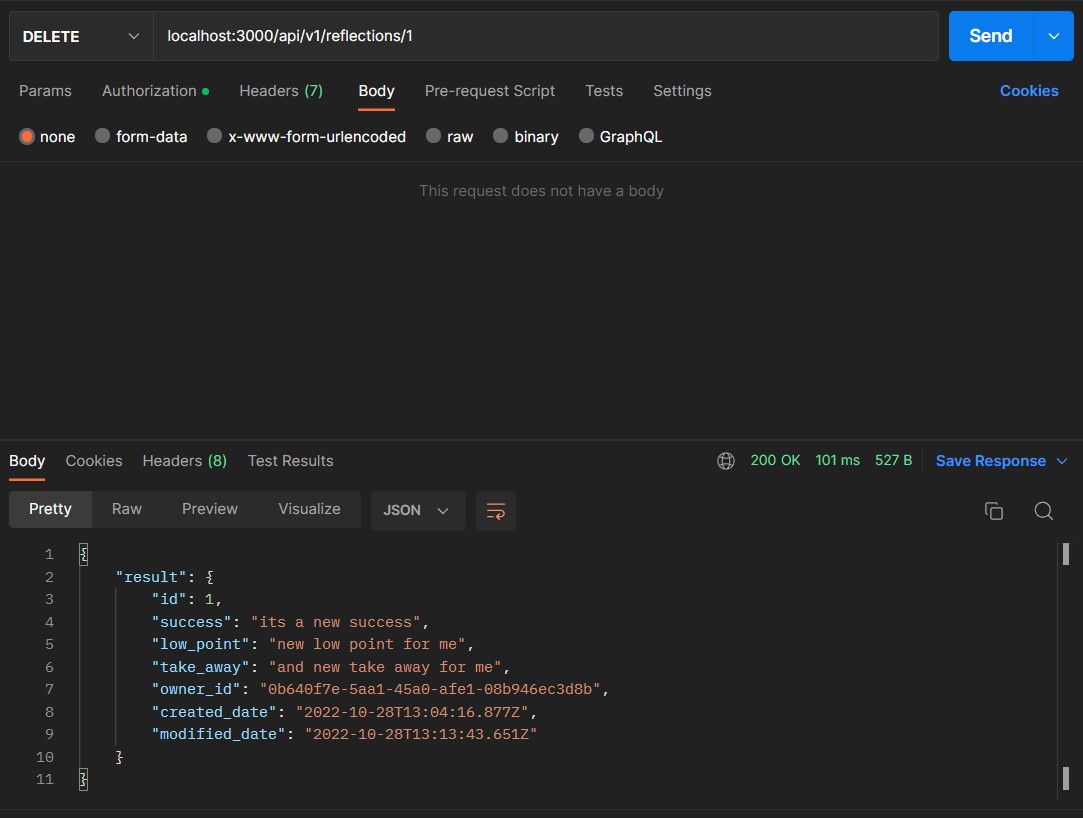 DELETE localhost:3000/api/v1/reflections/1 Send
Params Authorization Headers (7) Body Pre-request Script Tests Settings Cookies
none form-data x-www-form-urlencoded raw binary GraphQL
This request does not have a body
Body Cookies Headers (8) Test Results 200 OK 101 ms 527 B Save Response
Pretty Raw Preview Visualize JSON
1 {
2 "result": {
3 "id": 1,
4 "success": "its a new success",
5 "low_point": "new low point for me",
6 "take_away": "and new take away for me",
7 "owner_id": "0b640f7e-5aa1-45a0-afe1-08b946ec3d8b",
8 "created_date": "2022-10-28T13:04:16.877Z",
9 "modified_date": "2022-10-28T13:13:43.651Z"
10 }
11 }